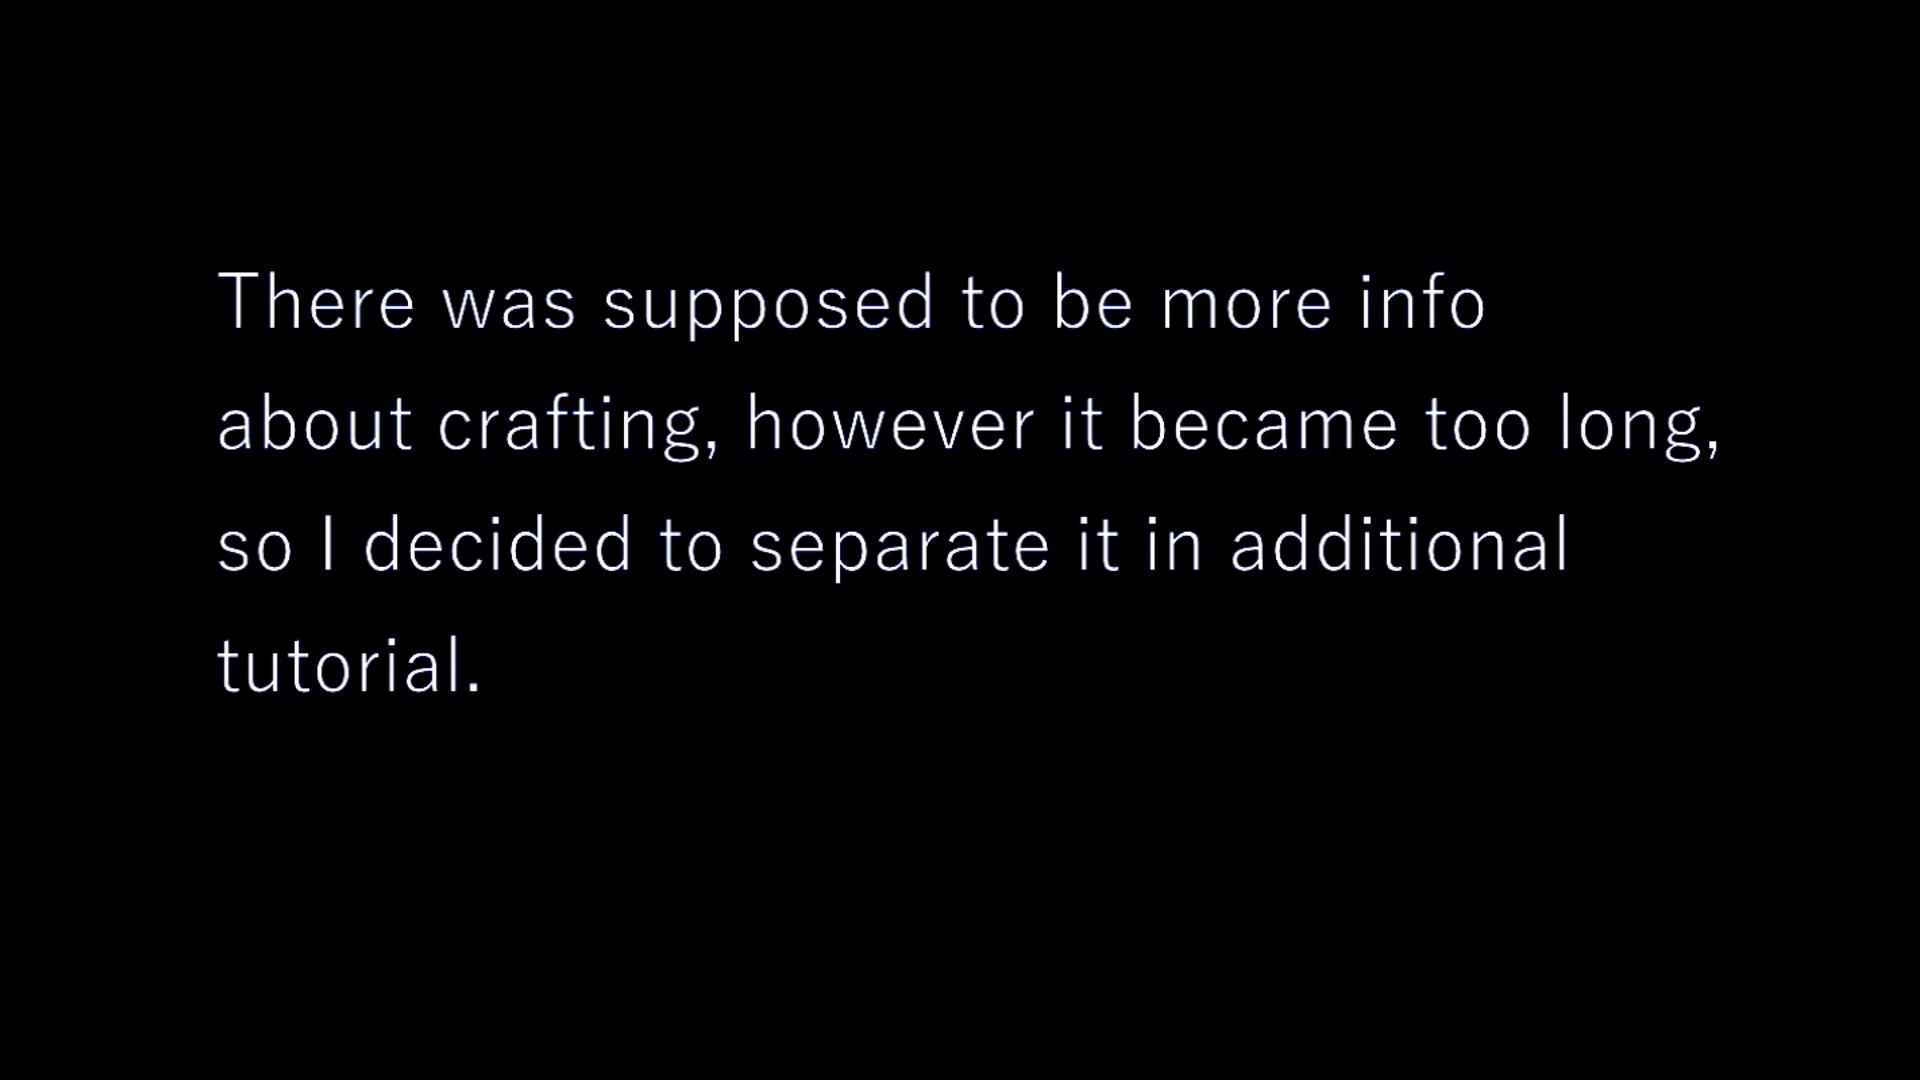 There was supposed to be more info
about crafting, however it became too long,
so I decided to separate it in additional
tutorial.